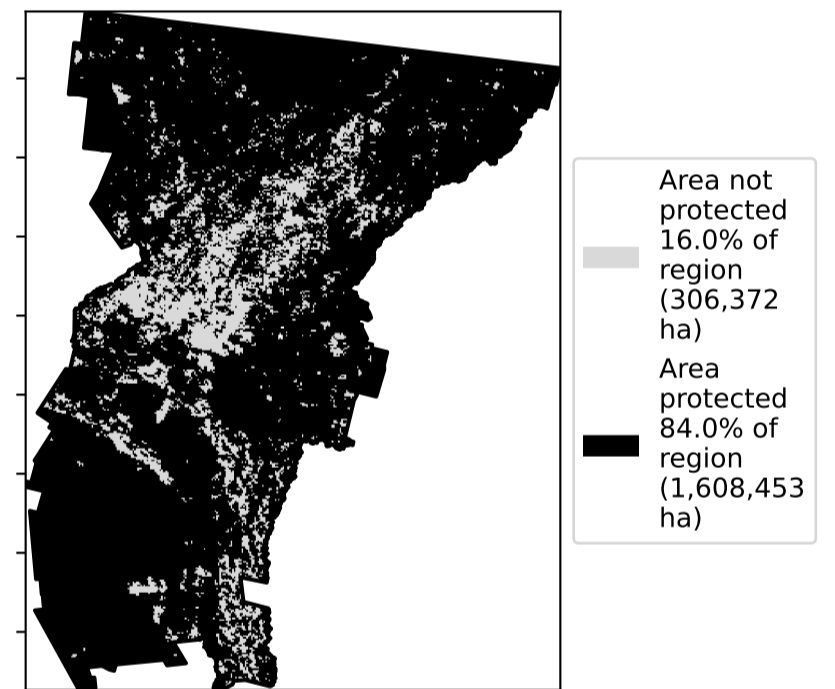 Area not
protected
16.0% of
region
(306,372
ha)
Area
protected
84.0% of
region
(1,608,453
ha)